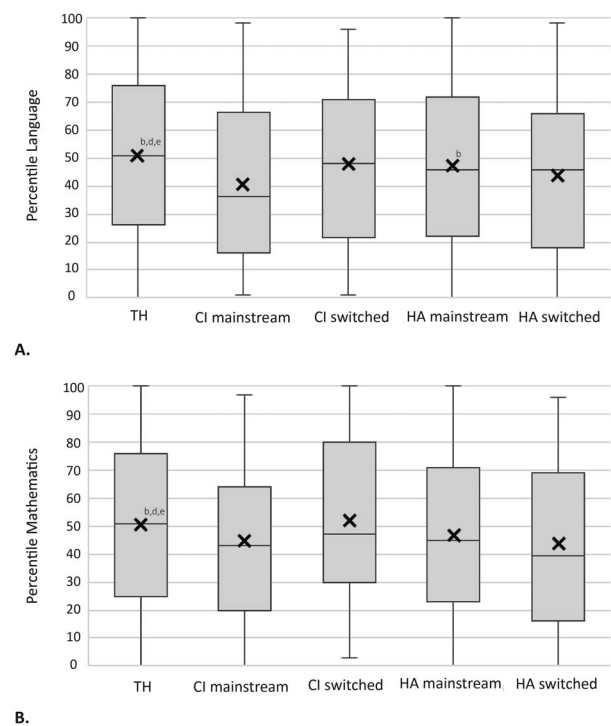 Percentile Language
100
90
80
70
60
50
40
30
20
10
0
b,d,e
b
TH
CI mainstream
CI switched
HA mainstream
HA switched
A.
Percentile Mathematics
100
90
80
70
60
50
40
30
20
10
0
b,d,e
TH
CI mainstream
CI switched
HA mainstream
HA switched
B.